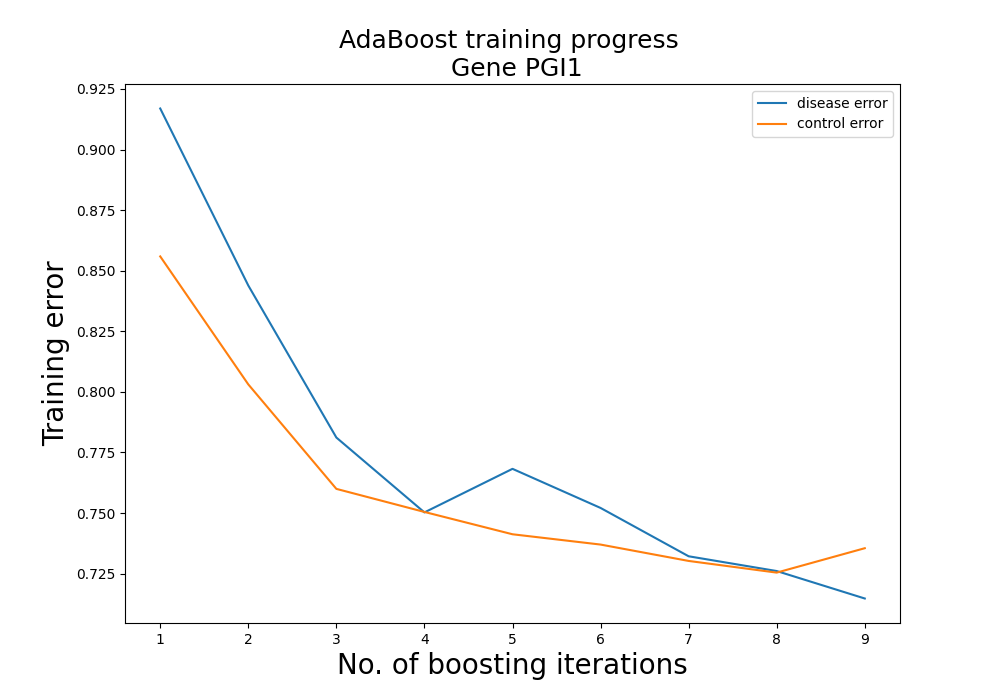 AdaBoost training progress
Gene PGI1
disease error
control error
Training error
0.925
0.900
0.875
0.850
0.825
0.800
0.775
0.750
0.725
1 2 3 4 5 6 7 8 9
No. of boosting iterations